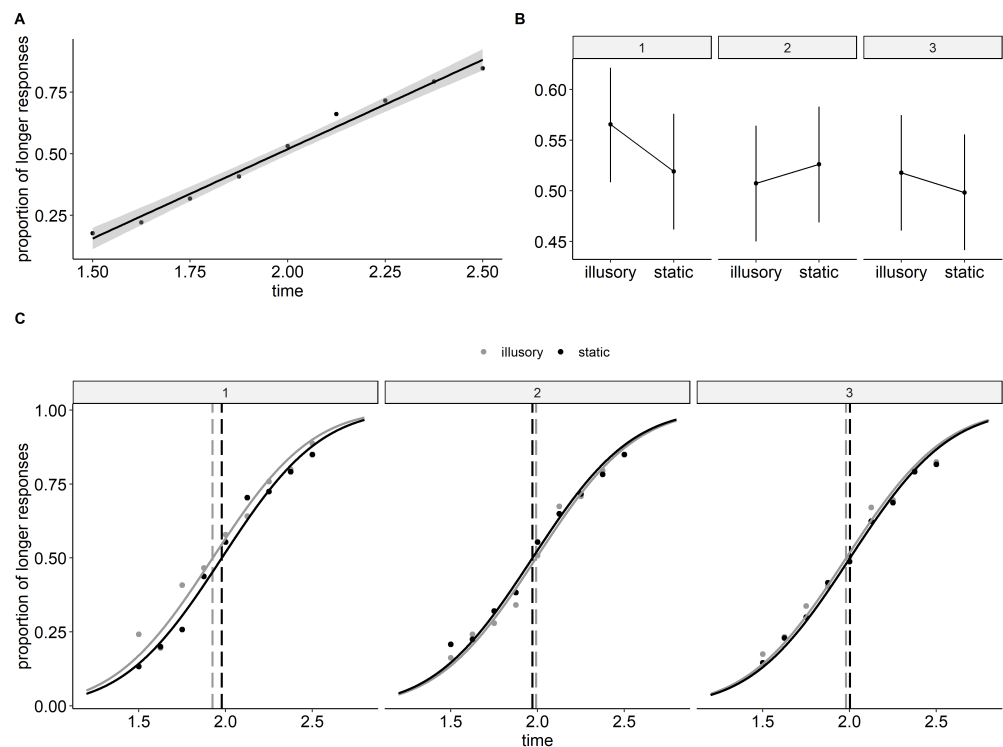 A
proportion of longer responses
0.75
0.50
0.25
1.50 1.75 2.00 2.25 2.50
time
B
1 2 3
0.60
0.55
0.50
0.45
illusory static illusory static illusory static
C
illusory static
1 2 3
proportion of longer responses
1.00
0.75
0.50
0.25
0.00
1.5 2.0 2.5 1.5 2.0 2.5 1.5 2.0 2.5
time